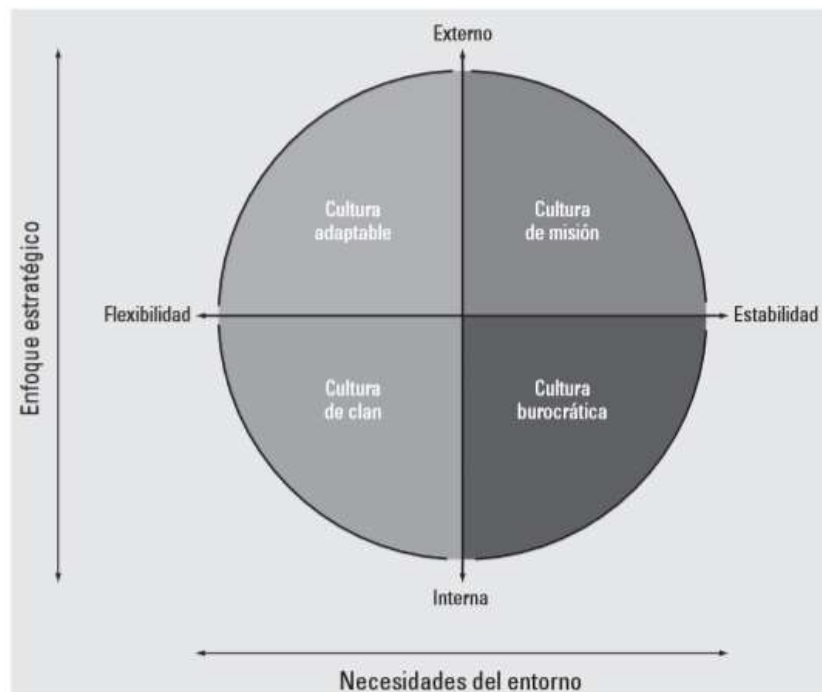 Externo
Enfoque estratégico
Cultura
adaptable
Cultura
de misión
Flexibilidad
Estabilidad
Cultura
de clan
Cultura
burocrática
Interna
Necesidades del entorno